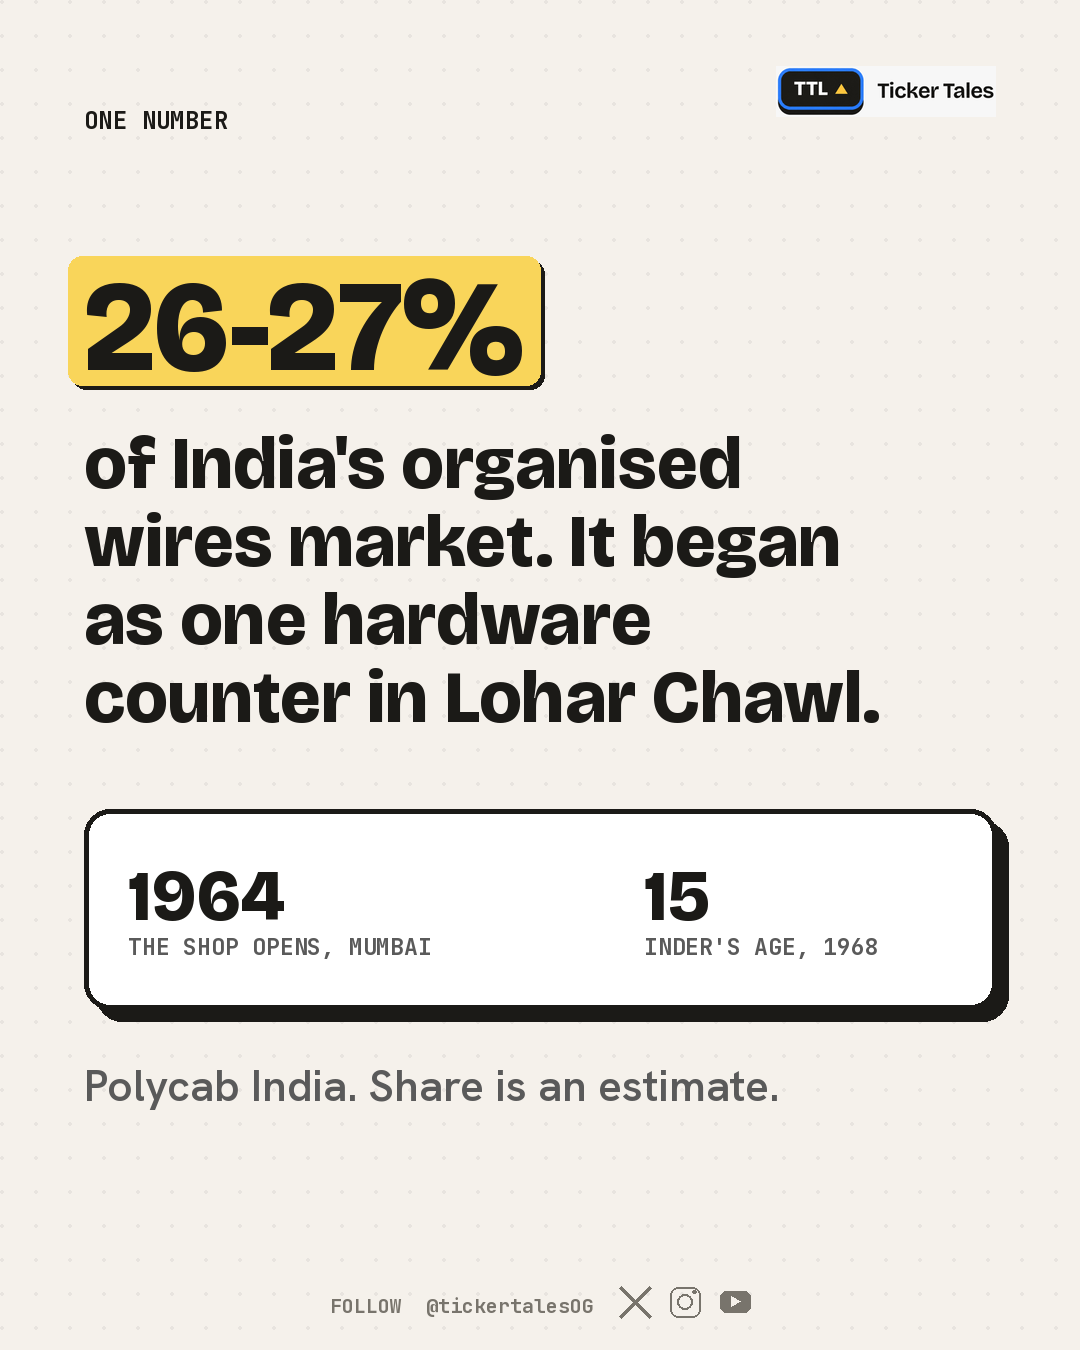 ONE NUMBER
TTL Ticker Tales
26-27%
of India's organised
wires market. It began
as one hardware
counter in Lohar Chawl.
1964
THE SHOP OPENS, MUMBAI
15
INDER'S AGE, 1968
Polycab India. Share is an estimate.
FOLLOW @tickertalesOG